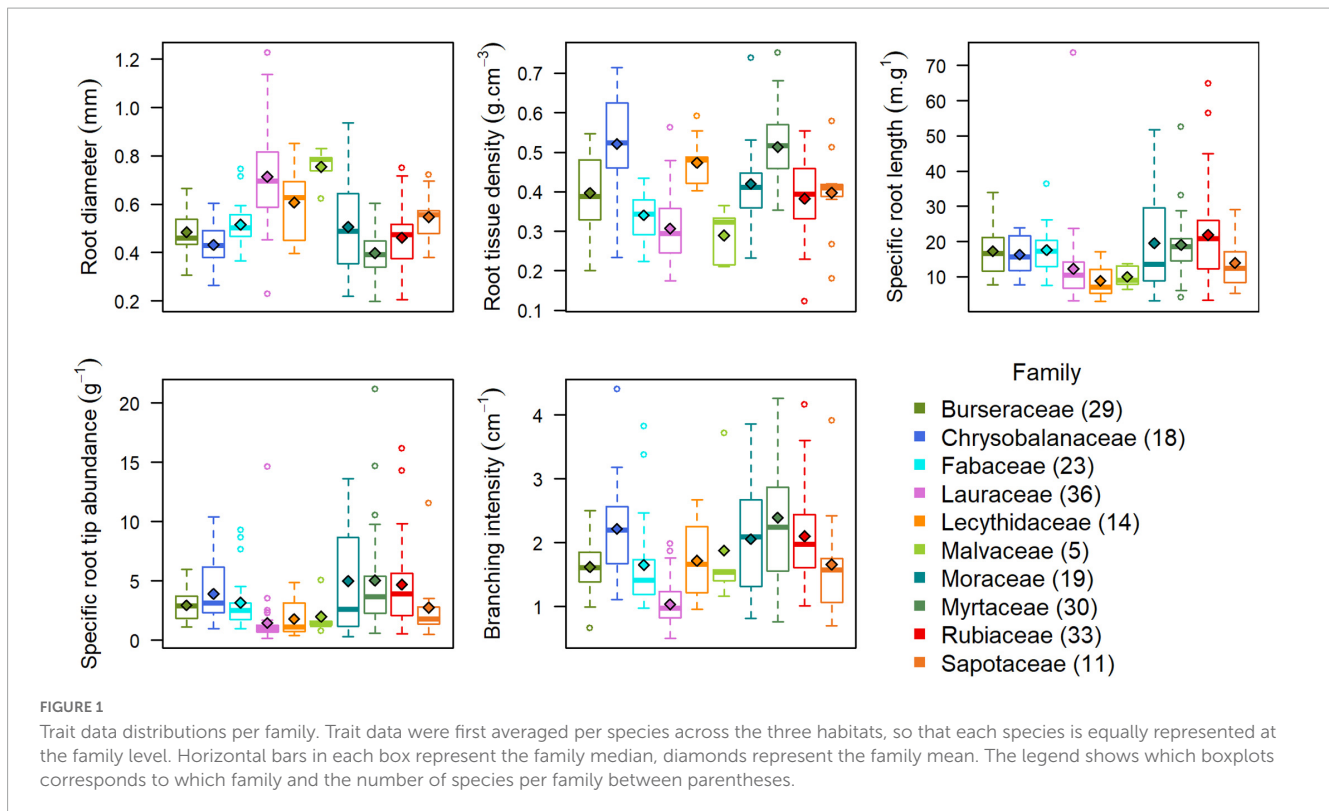 Root diameter (mm)
1.2
1.0
0.8
0.6
0.4
0.2
Root tissue density (g.cm⁻³)
0.7
0.6
0.5
0.4
0.3
0.2
0.1
Specific root length (m.g¹)
70
60
50
40
30
20
10
Specific root tip abundance (g⁻¹)
20
15
10
5
0
Branching intensity (cm⁻¹)
4
3
2
1
Family
Burseraceae (29)
Chrysobalanaceae (18)
Fabaceae (23)
Lauraceae (36)
Lecythidaceae (14)
Malvaceae (5)
Moraceae (19)
Myrtaceae (30)
Rubiaceae (33)
Sapotaceae (11)
FIGURE 1
Trait data distributions per family. Trait data were first averaged per species across the three habitats, so that each species is equally represented at
the family level. Horizontal bars in each box represent the family median, diamonds represent the family mean. The legend shows which boxplots
corresponds to which family and the number of species per family between parentheses.